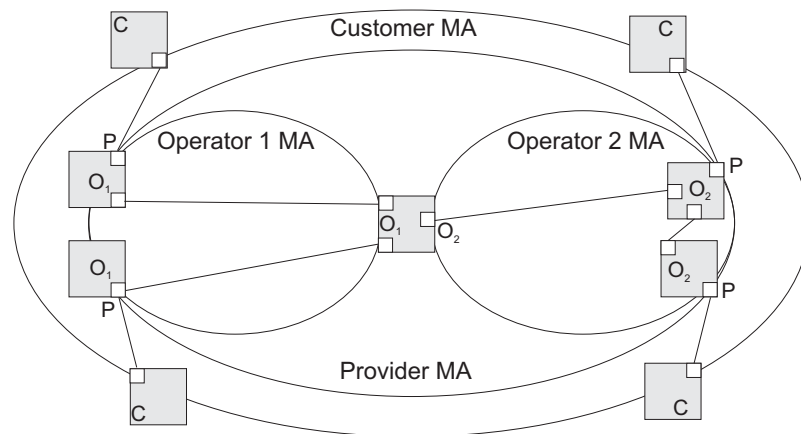 C
Customer MA
C
P
Operator 1 MA
Operator 2 MA
P
O₁
O₂
O₁
O₂
O₁
O₂
P
P
Provider MA
C
C